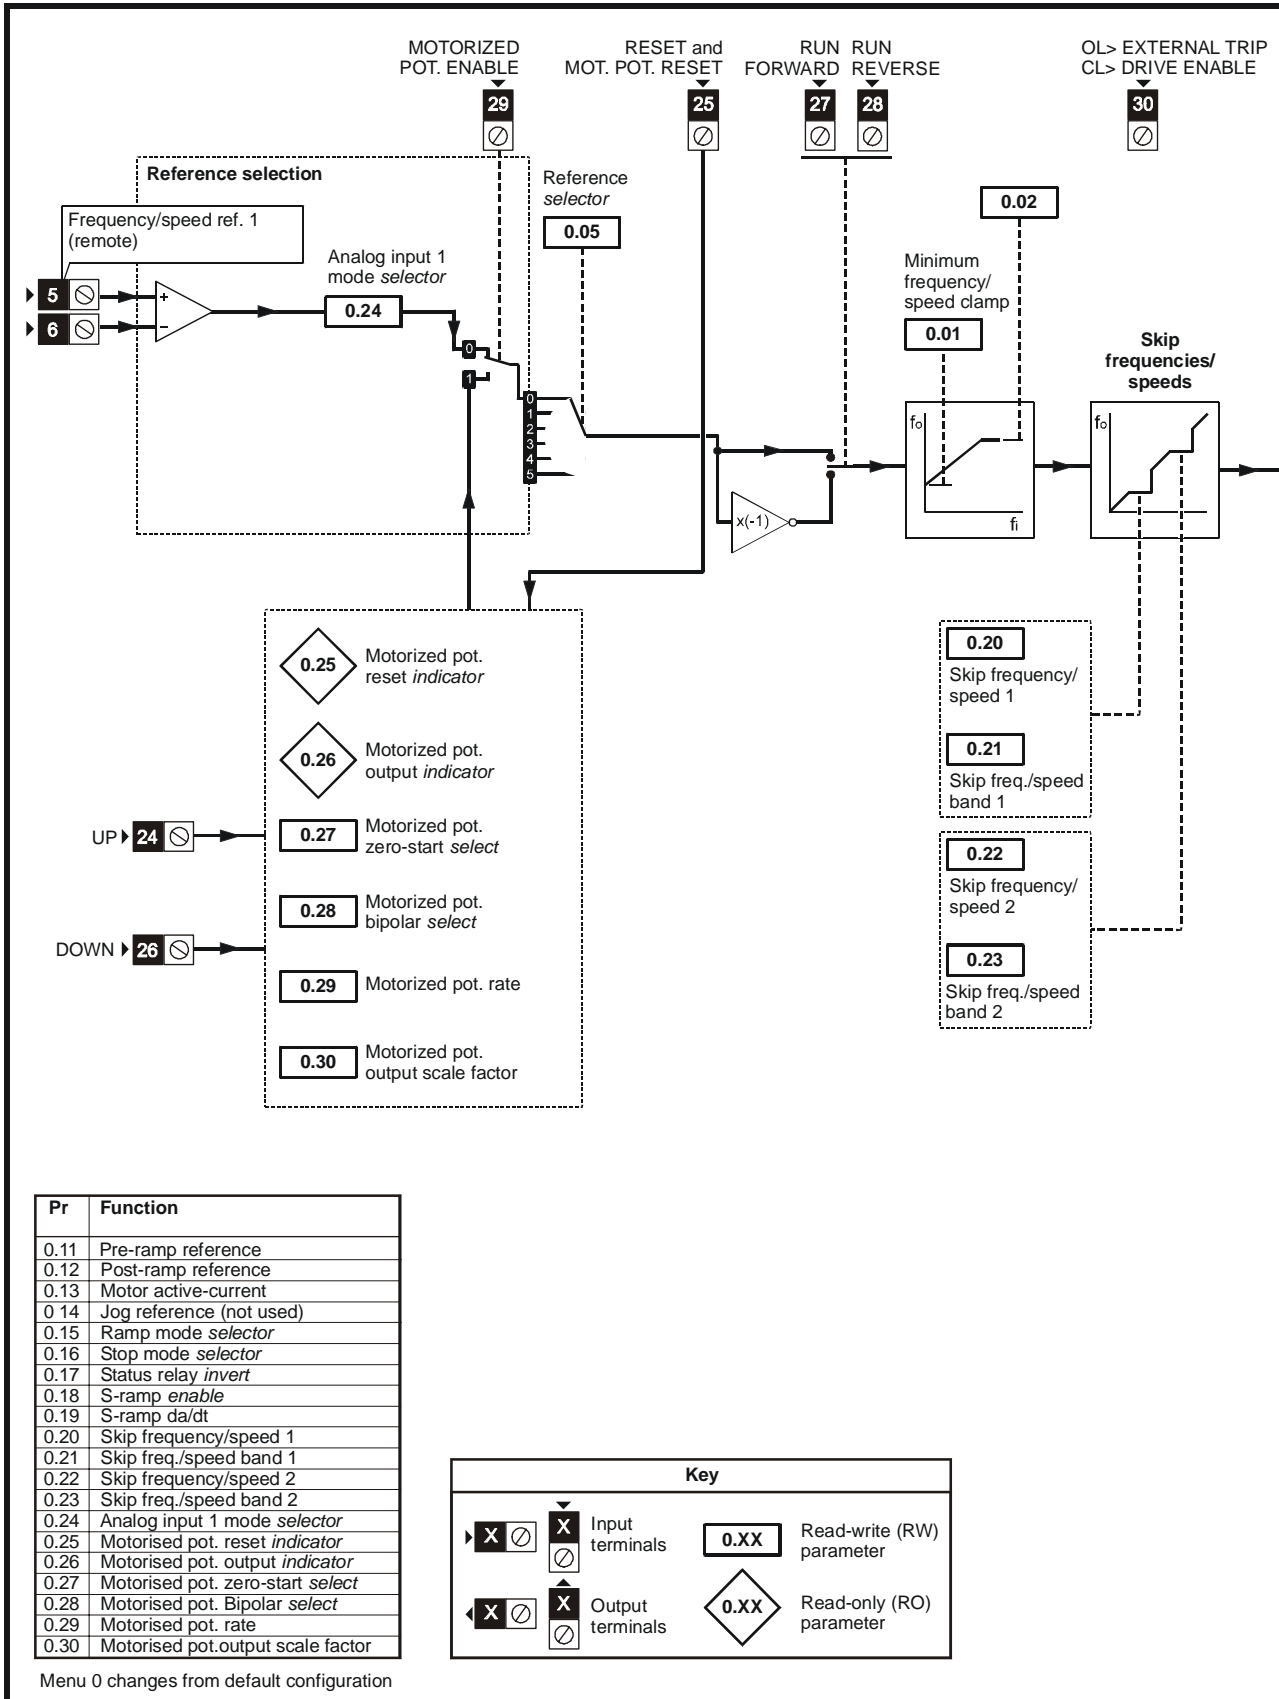 MOTORIZED
POT. ENABLE
29
RESET and
MOT. POT. RESET
25
RUN
FORWARD
27
RUN
REVERSE
28
OL> EXTERNAL TRIP
CL> DRIVE ENABLE
30
Reference selection
Frequency/speed ref. 1
(remote)
5
6
+
−
Analog input 1
mode selector
0.24
0
1
0
1
2
3
4
5
Reference
selector
0.05
x(-1)
0.02
Minimum
frequency/
speed clamp
0.01
fo
fi
Skip
frequencies/
speeds
fo
0.25
Motorized pot.
reset indicator
0.26
Motorized pot.
output indicator
UP
24
0.27
Motorized pot.
zero-start select
0.28
Motorized pot.
bipolar select
DOWN
26
0.29
Motorized pot. rate
0.30
Motorized pot.
output scale factor
0.20
Skip frequency/
speed 1
0.21
Skip freq./speed
band 1
0.22
Skip frequency/
speed 2
0.23
Skip freq./speed
band 2
Pr Function
0.11 Pre-ramp reference
0.12 Post-ramp reference
0.13 Motor active-current
0 14 Jog reference (not used)
0.15 Ramp mode selector
0.16 Stop mode selector
0.17 Status relay invert
0.18 S-ramp enable
0.19 S-ramp da/dt
0.20 Skip frequency/speed 1
0.21 Skip freq./speed band 1
0.22 Skip frequency/speed 2
0.23 Skip freq./speed band 2
0.24 Analog input 1 mode selector
0.25 Motorised pot. reset indicator
0.26 Motorised pot. output indicator
0.27 Motorised pot. zero-start select
0.28 Motorised pot. Bipolar select
0.29 Motorised pot. rate
0.30 Motorised pot.output scale factor
Menu 0 changes from default configuration
Key
X
X
Input
terminals
0.XX
Read-write (RW)
parameter
X
X
Output
terminals
0.XX
Read-only (RO)
parameter